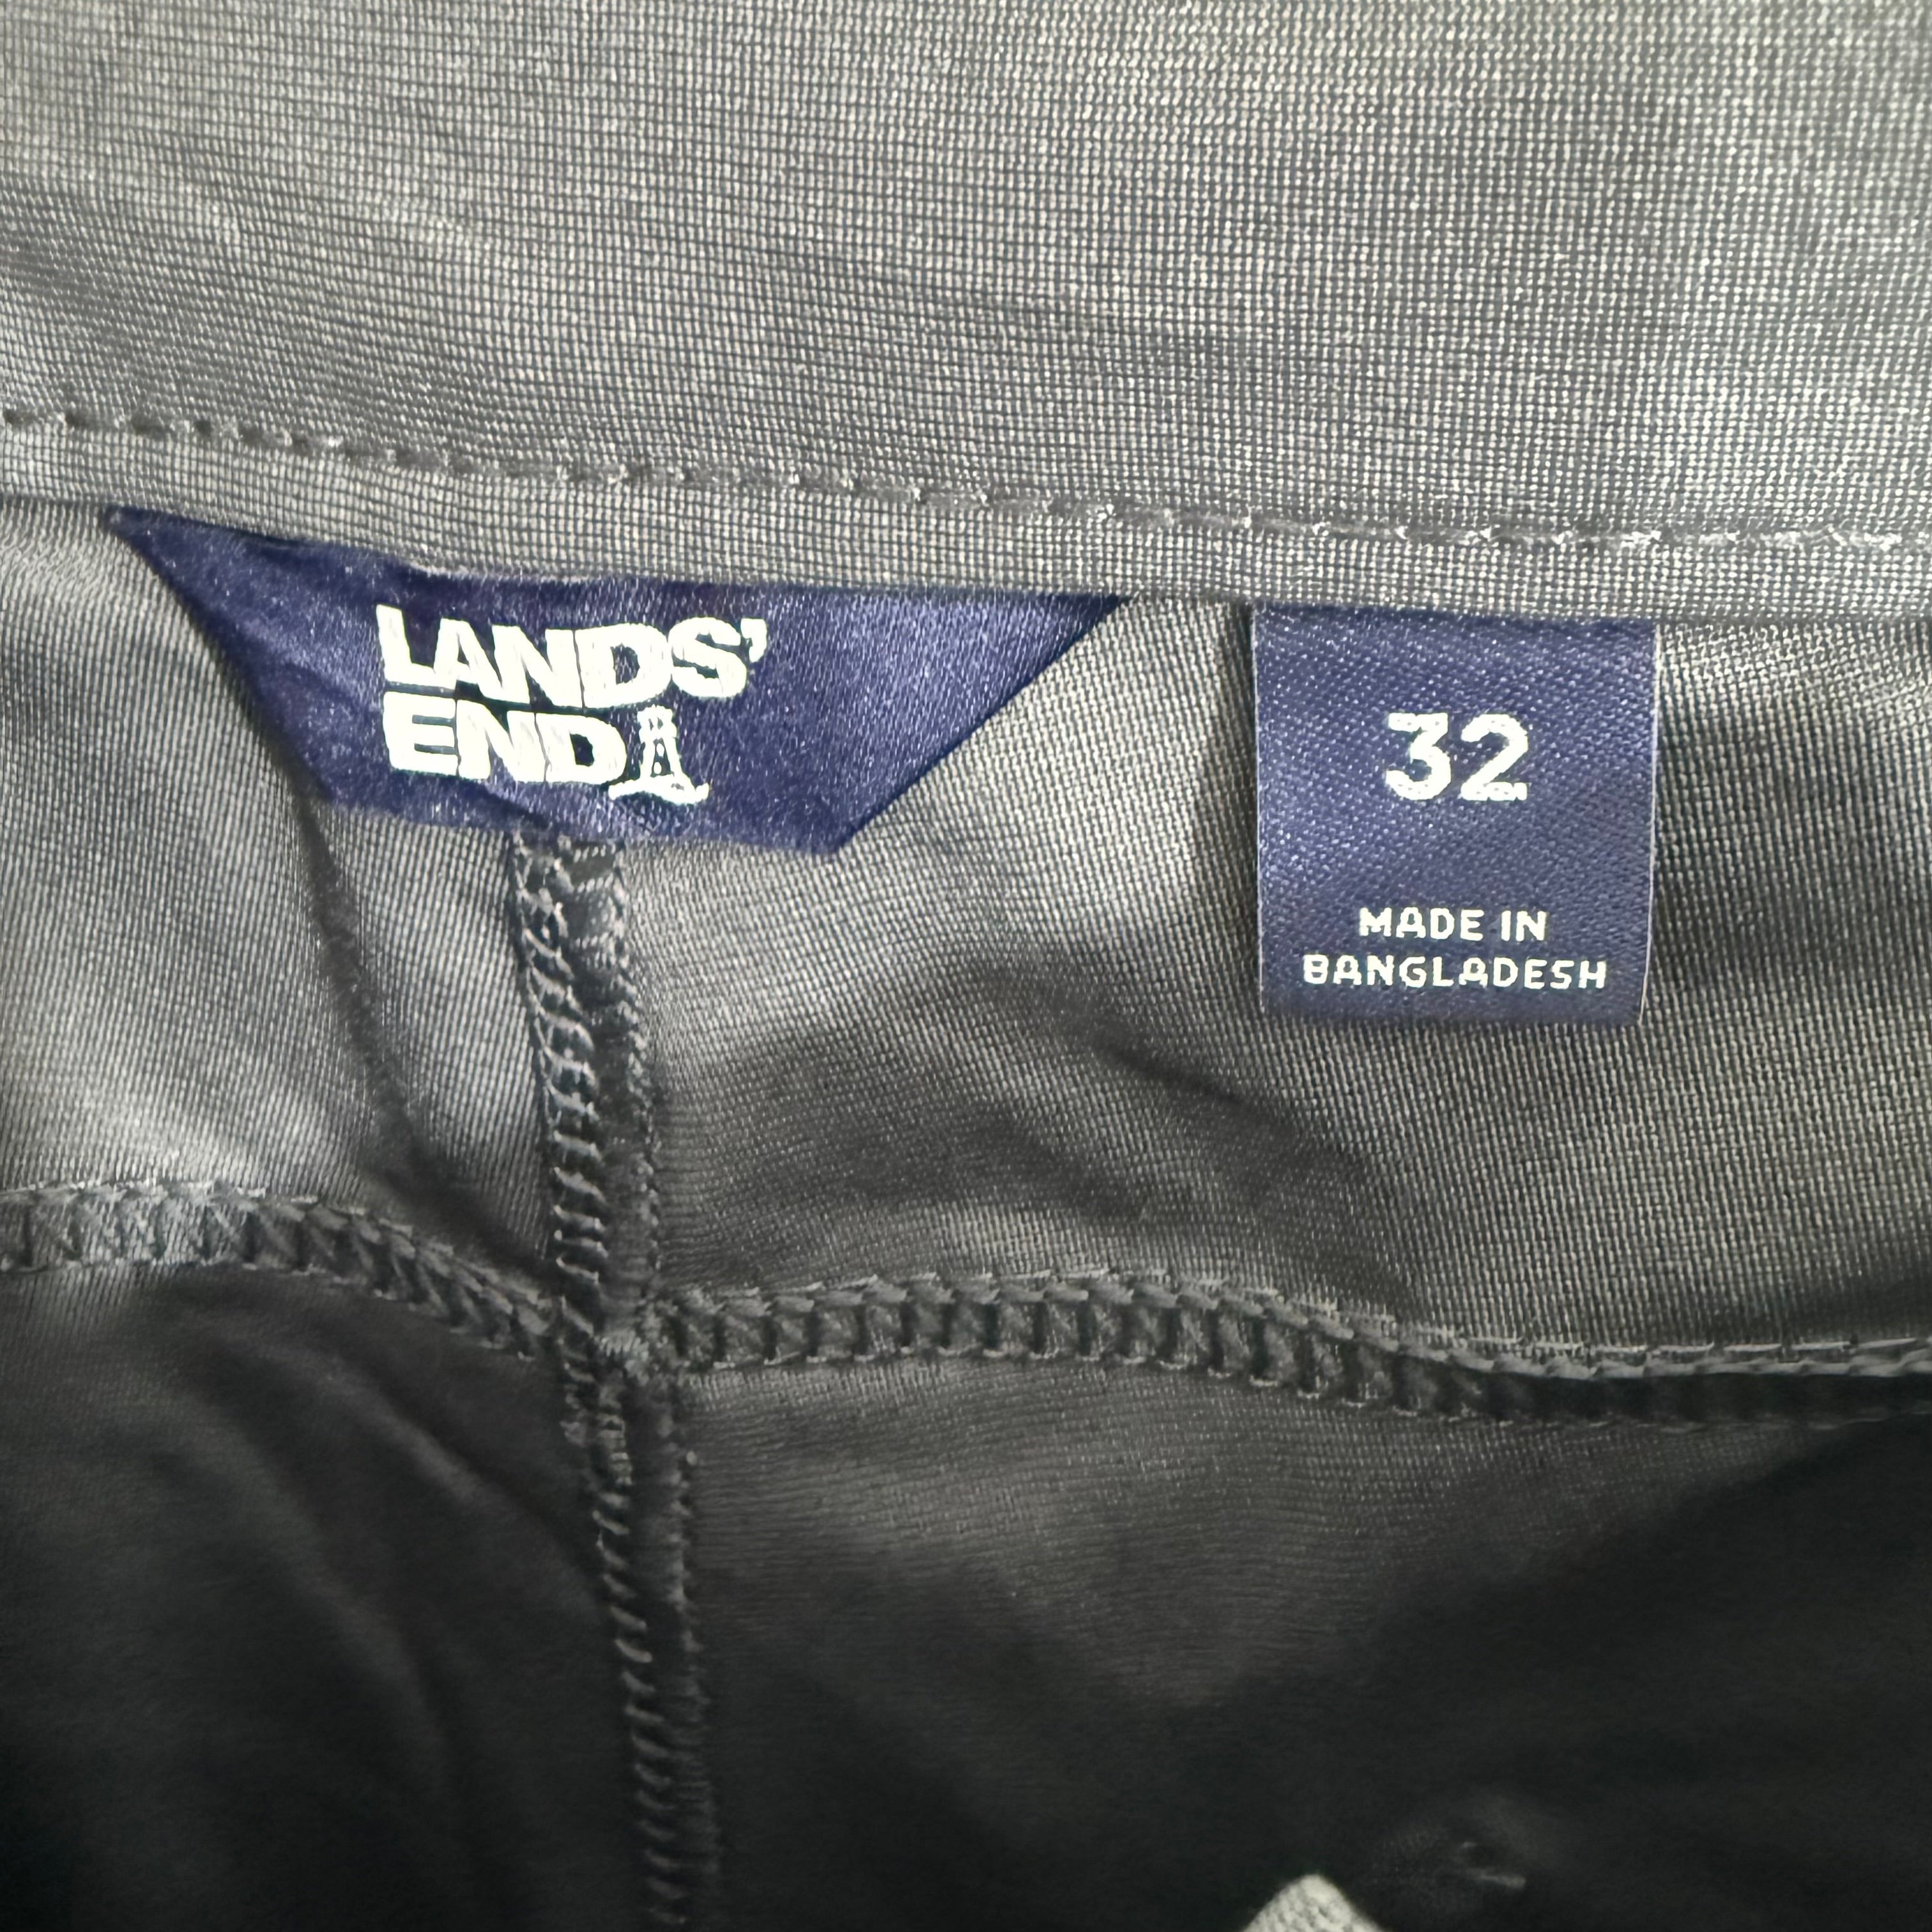 LANDS'
END
32
MADE IN
BANGLADESH